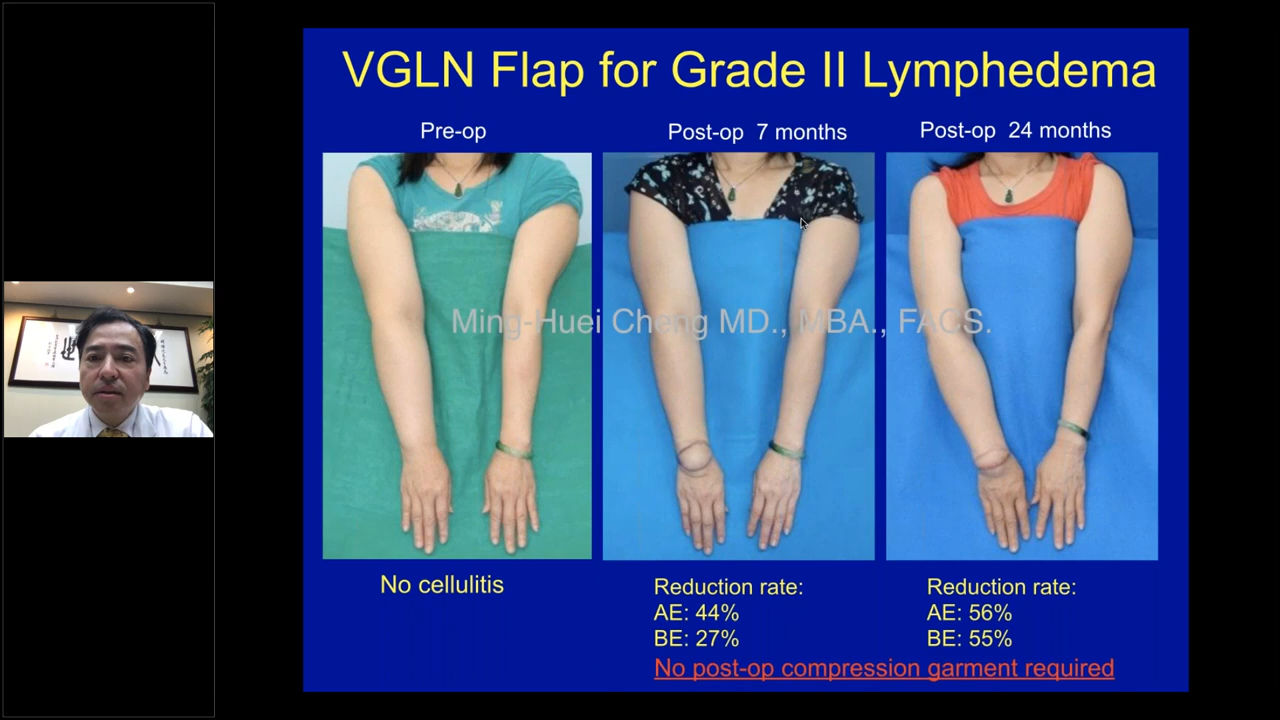 VGLN Flap for Grade II Lymphedema
Pre-op
Post-op 7 months
Post-op 24 months
Ming-Huei Cheng MD., MBA., FACS.
No cellulitis
Reduction rate:
AE: 44%
BE: 27%
Reduction rate:
AE: 56%
BE: 55%
No post-op compression garment required